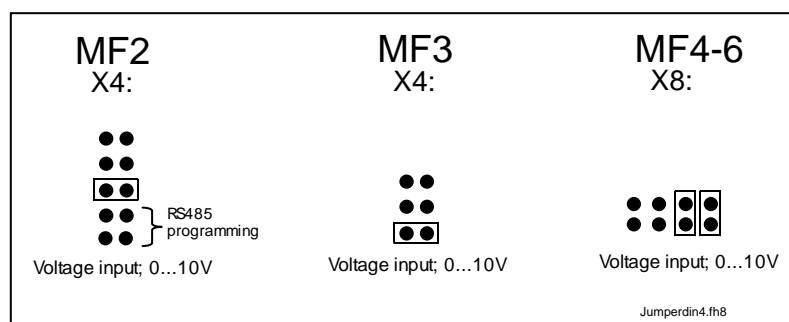 MF2
X4:
RS485
programming
Voltage input; 0...10V
MF3
X4:
Voltage input; 0...10V
MF4-6
X8:
Voltage input; 0...10V
Jumperdin4.fh8